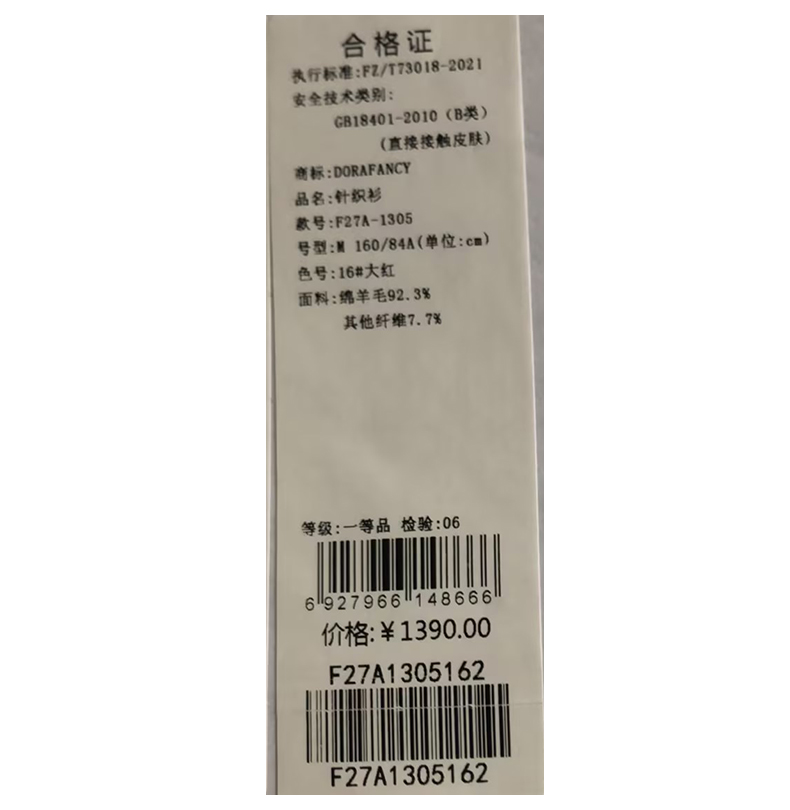 合格证
执行标准:FZ/T73018-2021
安全技术类别:
GB18401-2010（B类）
(直接接触皮肤)
商标:DORAFANCY
品名:针织衫
款号:F27A-1305
号型:M 160/84A(单位:cm)
色号:16#大红
面料:绵羊毛92.3%
其他纤维7.7%
等级:一等品 检验:06
6 927966 148666
价格:￥1390.00
F27A1305162
F27A1305162